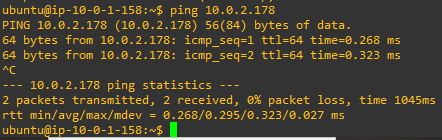 ubuntu@ip-10-0-1-158:~$ ping 10.0.2.178
PING 10.0.2.178 (10.0.2.178) 56(84) bytes of data.
64 bytes from 10.0.2.178: icmp_seq=1 ttl=64 time=0.268 ms
64 bytes from 10.0.2.178: icmp_seq=2 ttl=64 time=0.323 ms
^C
--- 10.0.2.178 ping statistics ---
2 packets transmitted, 2 received, 0% packet loss, time 1045ms
rtt min/avg/max/mdev = 0.268/0.295/0.323/0.027 ms
ubuntu@ip-10-0-1-158:~$